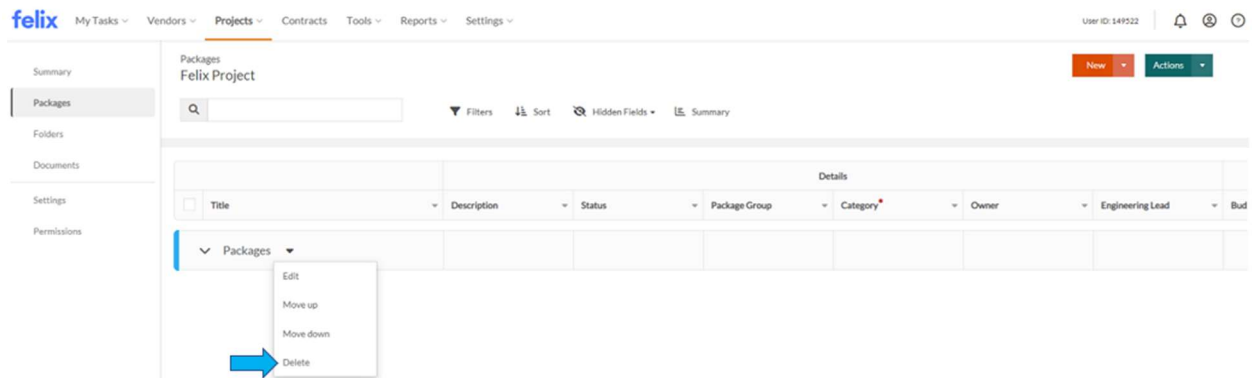 felix My Tasks Vendors Projects Contracts Tools Reports Settings User ID: 149522
Summary
Packages
Folders
Documents
Settings
Permissions
Packages
Felix Project
New Actions
Filters Sort Hidden Fields Summary
Details
Title Description Status Package Group Category* Owner Engineering Lead Bud
Packages
Edit
Move up
Move down
Delete